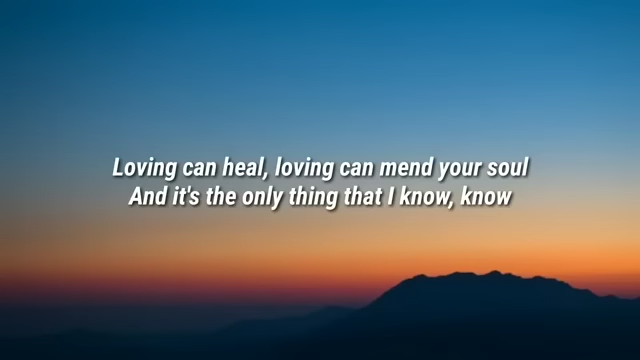 Loving can heal, loving can mend your soul
And it's the only thing that I know, know